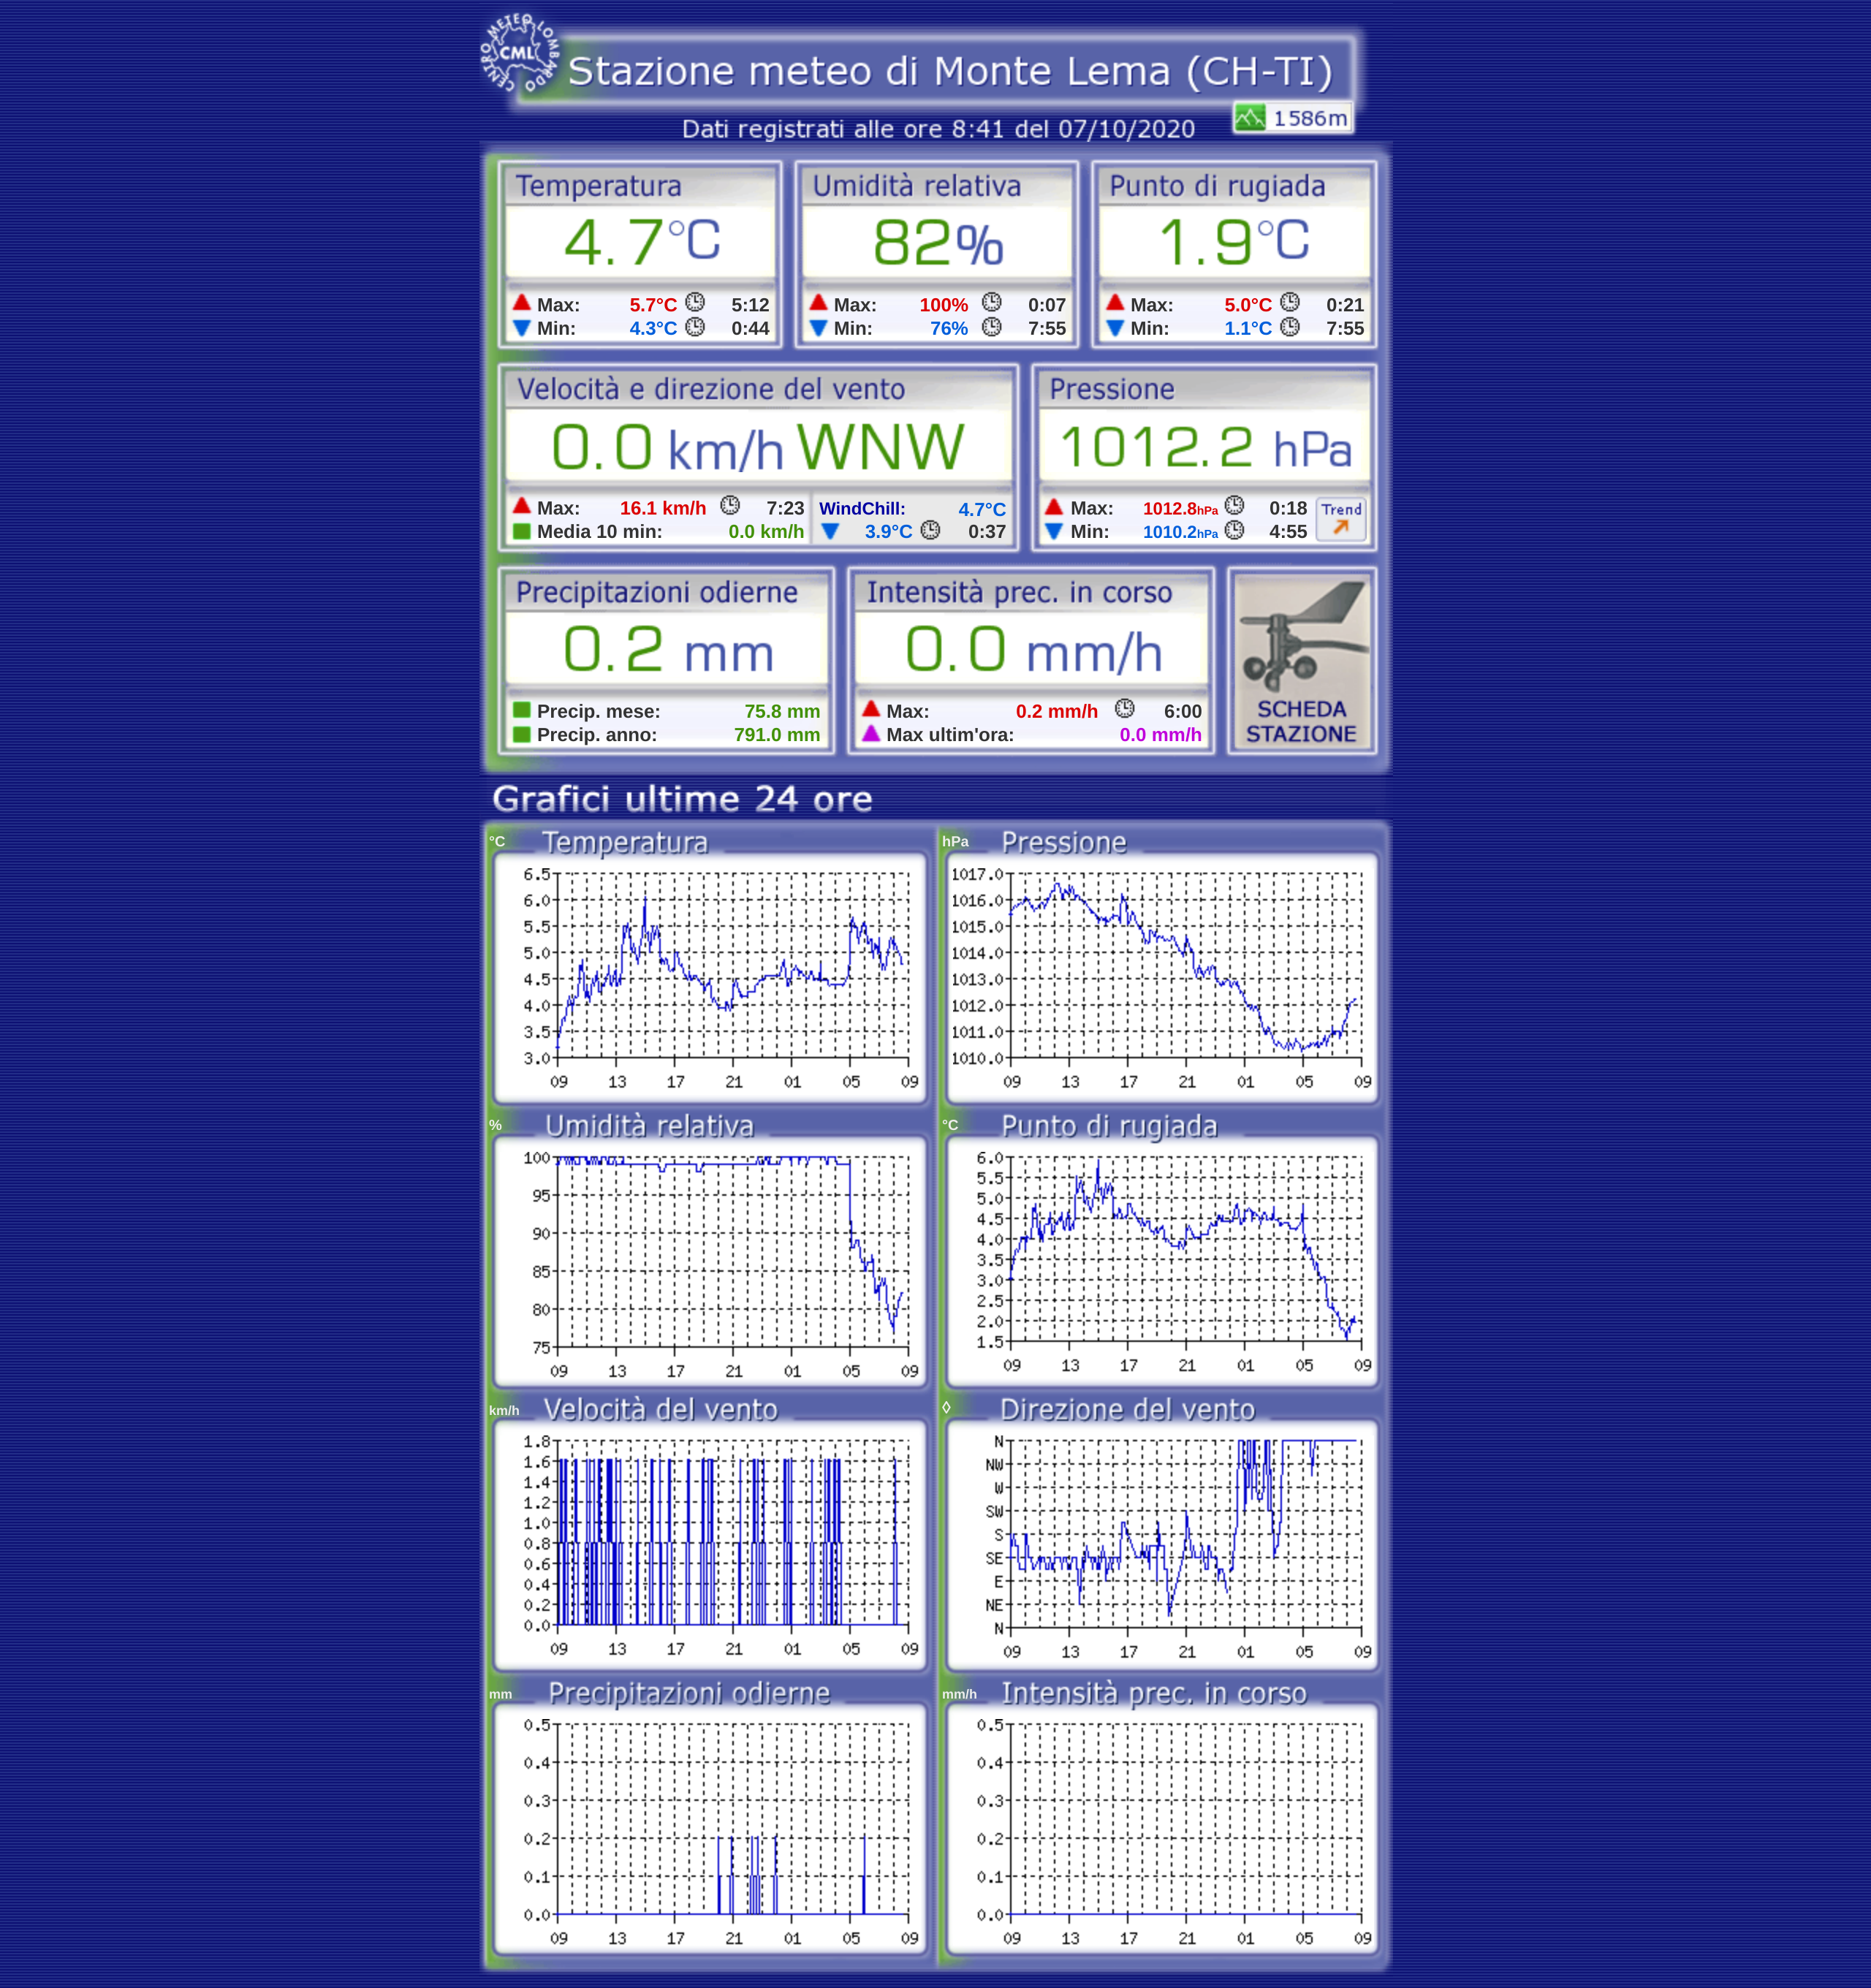 CENTRO METEO LOMBARDO
CML
Stazione meteo di Monte Lema (CH-TI)
1586m
Dati registrati alle ore 8:41 del 07/10/2020
Temperatura Umidità relativa Punto di rugiada
4.7°C 82% 1.9°C
Max: 5.7°C 5:12 Max: 100% 0:07 Max: 5.0°C 0:21
Min: 4.3°C 0:44 Min: 76% 7:55 Min: 1.1°C 7:55
Velocità e direzione del vento Pressione
0.0 km/h WNW 1012.2 hPa
Max: 16.1 km/h 7:23 WindChill: 4.7°C Max: 1012.8hPa 0:18 Trend
Media 10 min: 0.0 km/h 3.9°C 0:37 Min: 1010.2hPa 4:55
Precipitazioni odierne Intensità prec. in corso
0.2 mm 0.0 mm/h
Precip. mese: 75.8 mm Max: 0.2 mm/h 6:00 SCHEDA
Precip. anno: 791.0 mm Max ultim'ora: 0.0 mm/h STAZIONE
Grafici ultime 24 ore
°C Temperatura
6.5
6.0
5.5
5.0
4.5
4.0
3.5
3.0
09 13 17 21 01 05 09
hPa Pressione
1017.0
1016.0
1015.0
1014.0
1013.0
1012.0
1011.0
1010.0
09 13 17 21 01 05 09
% Umidità relativa
100
95
90
85
80
75
09 13 17 21 01 05 09
°C Punto di rugiada
6.0
5.5
5.0
4.5
4.0
3.5
3.0
2.5
2.0
1.5
09 13 17 21 01 05 09
km/h Velocità del vento
1.8
1.6
1.4
1.2
1.0
0.8
0.6
0.4
0.2
0.0
09 13 17 21 01 05 09
◊ Direzione del vento
N
NW
W
SW
S
SE
E
NE
N
09 13 17 21 01 05 09
mm Precipitazioni odierne
0.5
0.4
0.3
0.2
0.1
0.0
09 13 17 21 01 05 09
mm/h Intensità prec. in corso
0.5
0.4
0.3
0.2
0.1
0.0
09 13 17 21 01 05 09